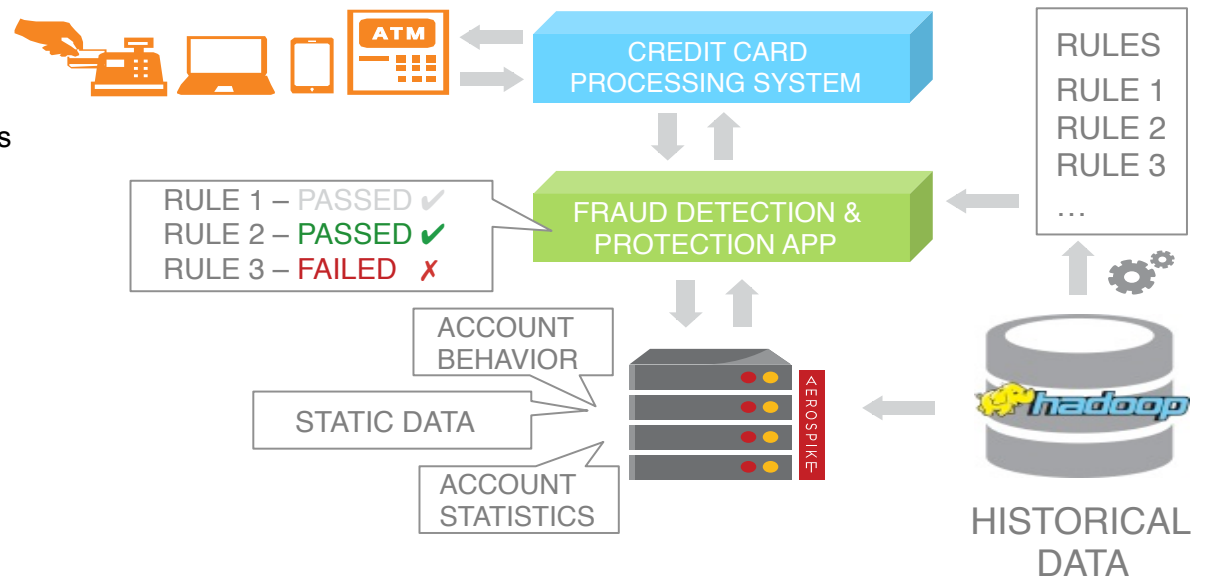 ATM
CREDIT CARD
PROCESSING SYSTEM
RULES
RULE 1
RULE 2
RULE 3
…
s
RULE 1 – PASSED ✔
RULE 2 – PASSED ✔
RULE 3 – FAILED ✗
FRAUD DETECTION &
PROTECTION APP
ACCOUNT
BEHAVIOR
STATIC DATA
ACCOUNT
STATISTICS
AEROSPIKE
hadoop
HISTORICAL
DATA